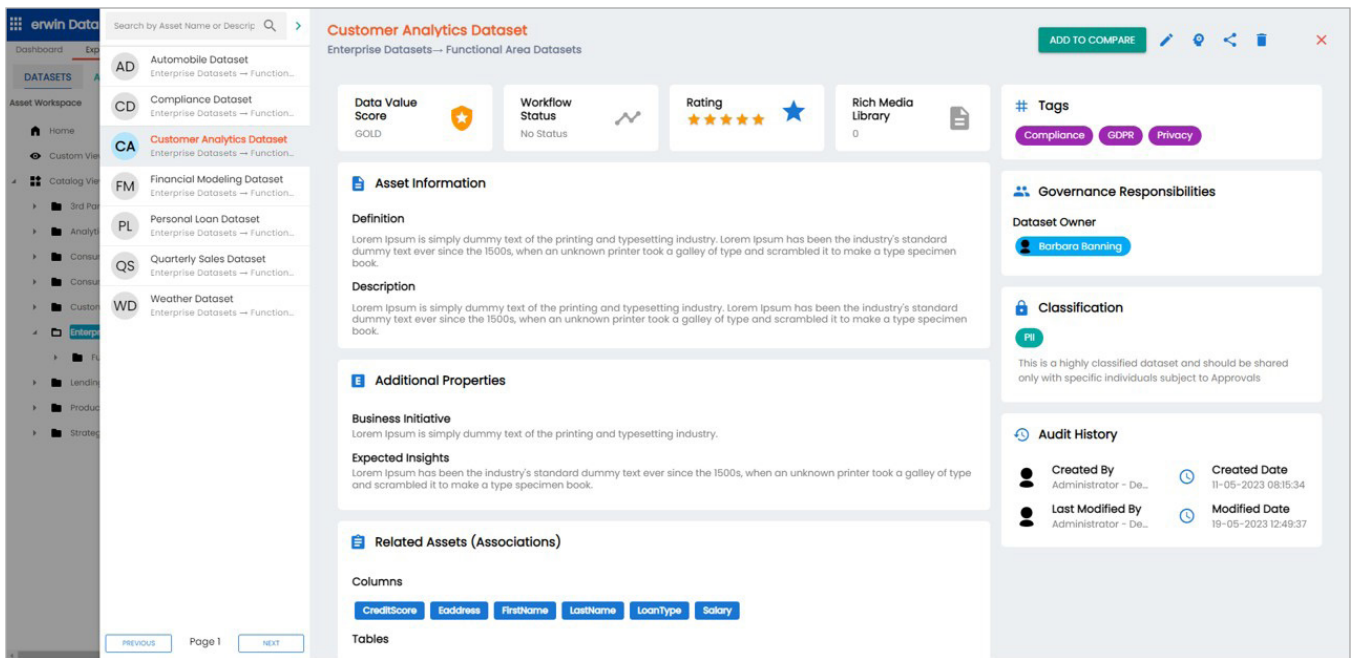 erwin Data
Dashboard
DATASETS
Asset Workspace
Home
Custom
Catalog
3rd
Search by Asset Name or Descrip
AD
Automobile Dataset
Enterprise Datasets → Function...
CD
Compliance Dataset
Enterprise Datasets → Function...
CA
Customer Analytics Dataset
Enterprise Datasets → Function...
FM
Financial Modeling Dataset
Enterprise Datasets → Function...
PL
Personal Loan Dataset
Enterprise Datasets → Function...
QS
Quarterly Sales Dataset
Enterprise Datasets → Function...
WD
Weather Dataset
Enterprise Datasets → Function...
PREVIOUS Page 1 NEXT
Customer Analytics Dataset
Enterprise Datasets→ Functional Area Datasets
ADD TO COMPARE
Data Value
Score
GOLD
Workflow
Status
No Status
Rating
Rich Media
Library
0
Asset Information
Definition
Lorem Ipsum is simply dummy text of the printing and typesetting industry. Lorem Ipsum has been the industry's standard
dummy text ever since the 1500s, when an unknown printer took a galley of type and scrambled it to make a type specimen
book.
Description
Lorem Ipsum is simply dummy text of the printing and typesetting industry. Lorem Ipsum has been the industry's standard
dummy text ever since the 1500s, when an unknown printer took a galley of type and scrambled it to make a type specimen
book.
Additional Properties
Business Initiative
Lorem Ipsum is simply dummy text of the printing and typesetting industry.
Expected Insights
Lorem Ipsum has been the industry's standard dummy text ever since the 1500s, when an unknown printer took a galley of type
and scrambled it to make a type specimen book.
Related Assets (Associations)
Columns
CreditScore Eaddress FirstName LastName LoanType Salary
Tables
# Tags
Compliance GDPR Privacy
Governance Responsibilities
Dataset Owner
Barbara Banning
Classification
PII
This is a highly classified dataset and should be shared
only with specific individuals subject to Approvals
Audit History
Created By
Administrator - De...
Created Date
11-05-2023 08:15:34
Last Modified By
Administrator - De...
Modified Date
19-05-2023 12:49:37